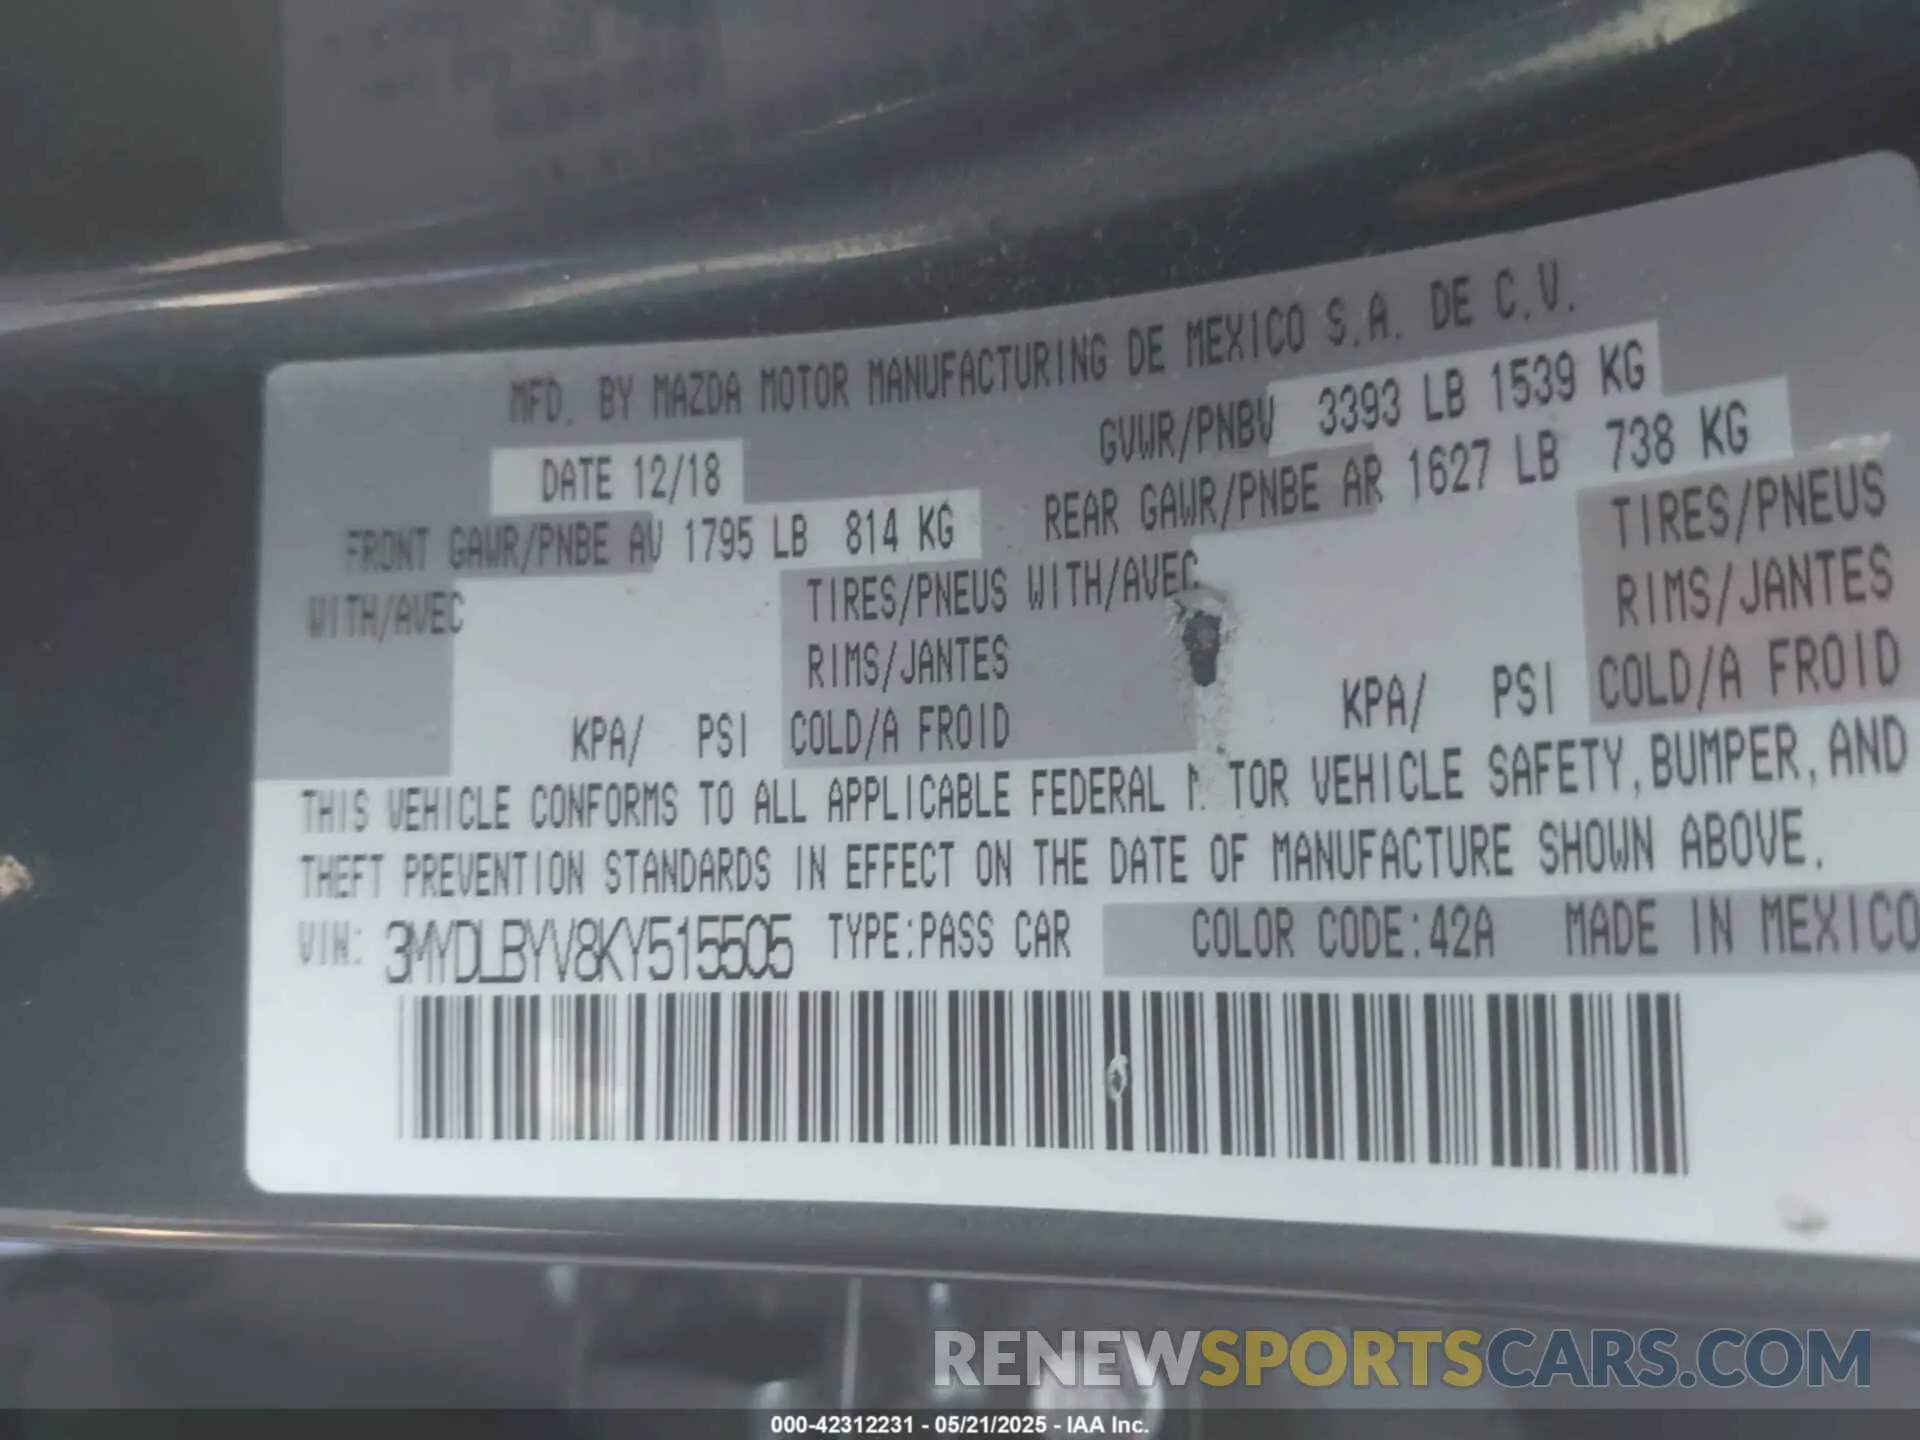 MFD. BY MAZDA MOTOR MANUFACTURING DE MEXICO S.A. DE C.V.
DATE 12/18 GVWR/PNBV 3393 LB 1539 KG
FRONT GAWR/PNBE AV 1795 LB 814 KG REAR GAWR/PNBE AR 1627 LB 738 KG
WITH/AVEC TIRES/PNEUS WITH/AVEC TIRES/PNEUS
RIMS/JANTES RIMS/JANTES
KPA/ PSI COLD/A FROID KPA/ PSI COLD/A FROID
THIS VEHICLE CONFORMS TO ALL APPLICABLE FEDERAL M TOR VEHICLE SAFETY,BUMPER,AND
THEFT PREVENTION STANDARDS IN EFFECT ON THE DATE OF MANUFACTURE SHOWN ABOVE.
VIN: 3MYDLBYV8KY515505 TYPE:PASS CAR COLOR CODE:42A MADE IN MEXICO
RENEWSPORTSCARS.COM
000-42312231 - 05/21/2025 - IAA Inc.